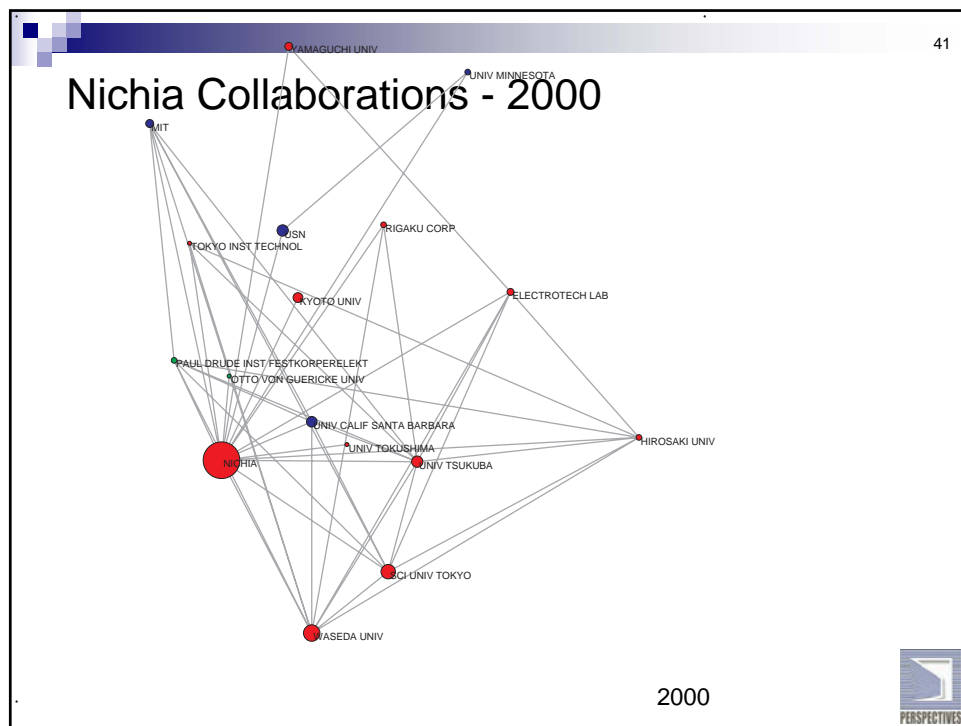 41
YAMAGUCHI UNIV
UNIV MINNESOTA
Nichia Collaborations - 2000
MIT
RIGAKU CORP
USN
TOKYO INST TECHNOL
ELECTROTECH LAB
KYOTO UNIV
PAUL DRUDE INST FESTKORPERELEKT
OTTO VON GUERICKE UNIV
UNIV CALIF SANTA BARBARA
HIROSAKI UNIV
UNIV TOKUSHIMA
NICHIA
UNIV TSUKUBA
SCI UNIV TOKYO
WASEDA UNIV
2000
PERSPECTIVES